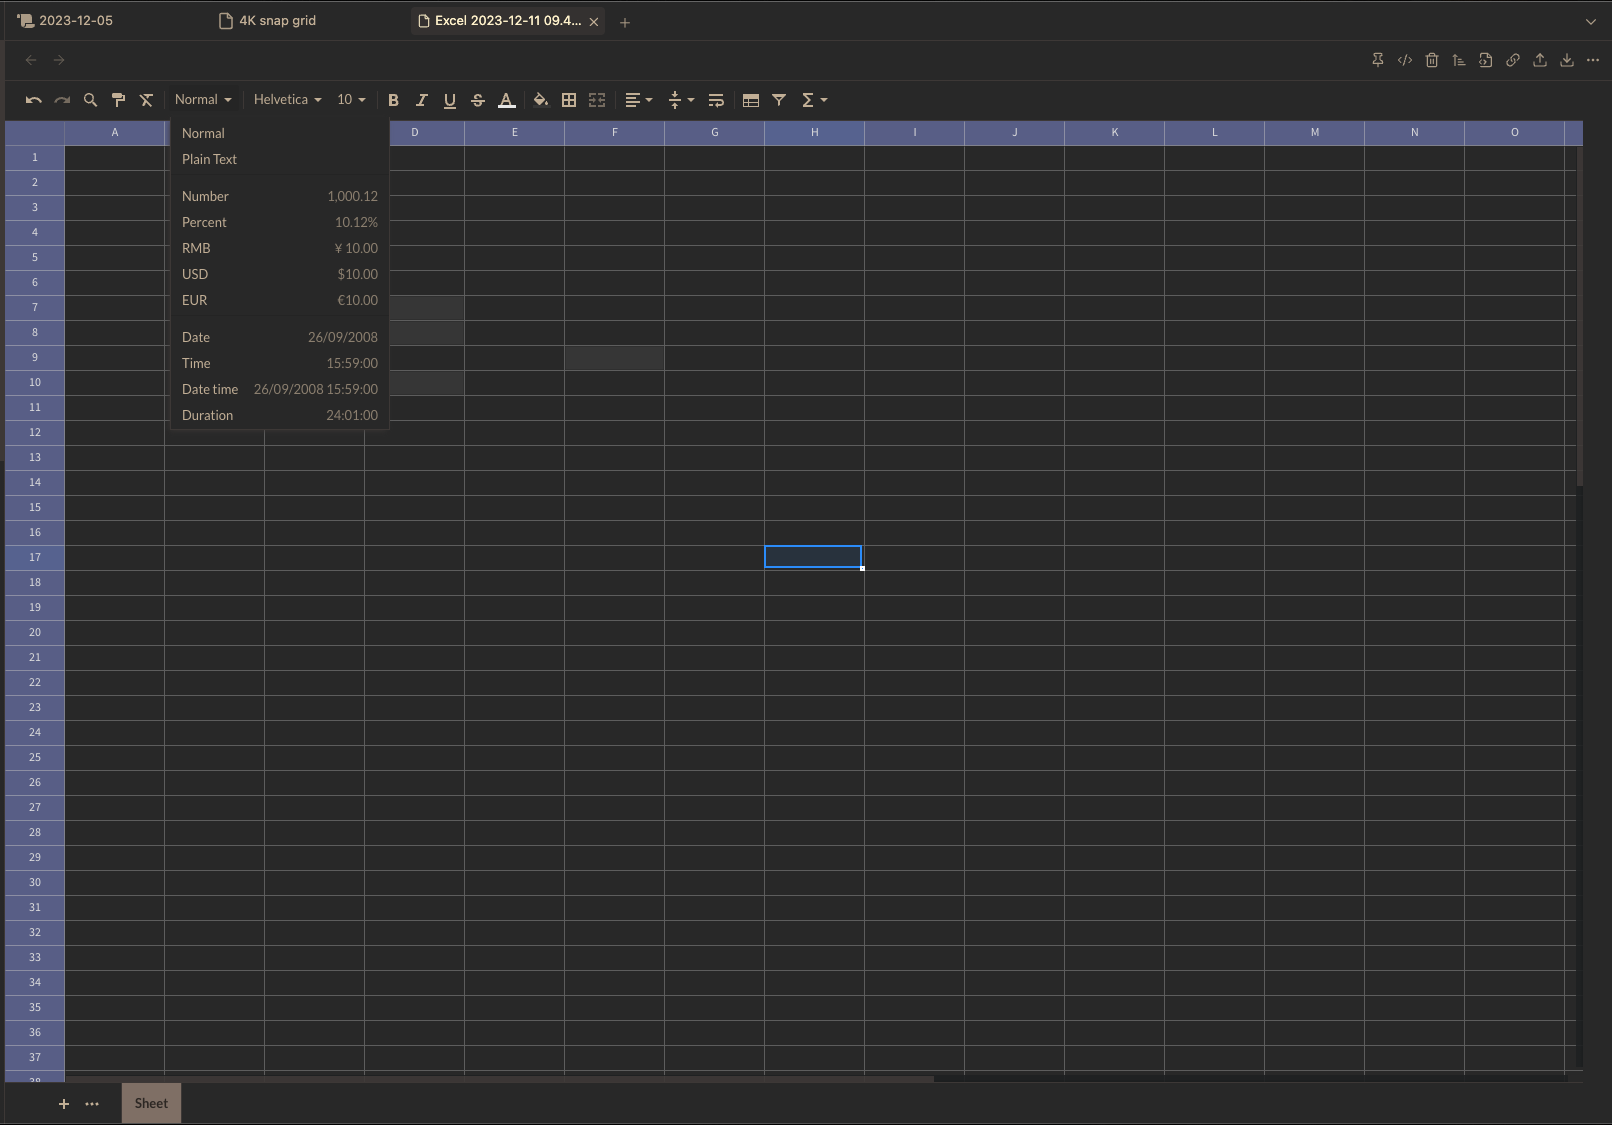 2023-12-05 4K snap grid Excel 2023-12-11 09.4...
Normal Helvetica 10
A D E F G H I J K L M N O
Normal
Plain Text
Number 1,000.12
Percent 10.12%
RMB ¥ 10.00
USD $10.00
EUR €10.00
Date 26/09/2008
Time 15:59:00
Date time 26/09/2008 15:59:00
Duration 24:01:00
1
2
3
4
5
6
7
8
9
10
11
12
13
14
15
16
17
18
19
20
21
22
23
24
25
26
27
28
29
30
31
32
33
34
35
36
37
38
Sheet